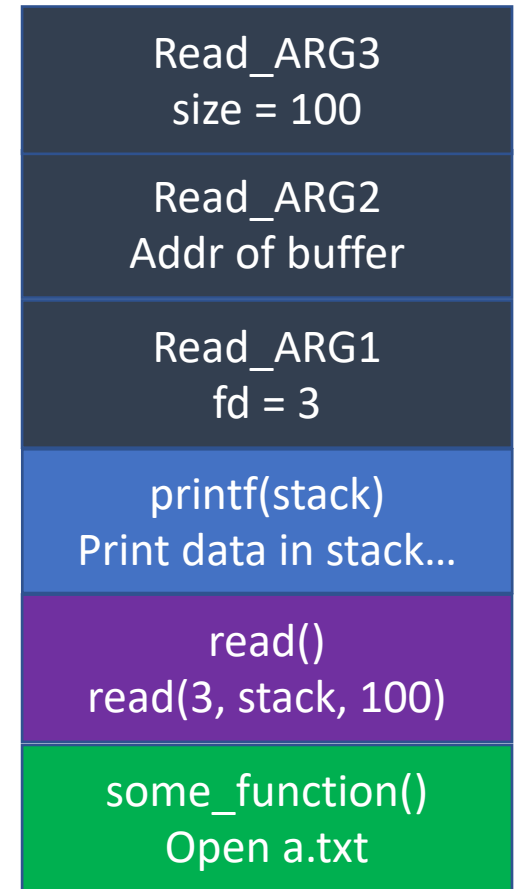 Read_ARG3
size = 100
Read_ARG2
Addr of buffer
Read_ARG1
fd = 3
printf(stack)
Print data in stack…
read()
read(3, stack, 100)
some_function()
Open a.txt